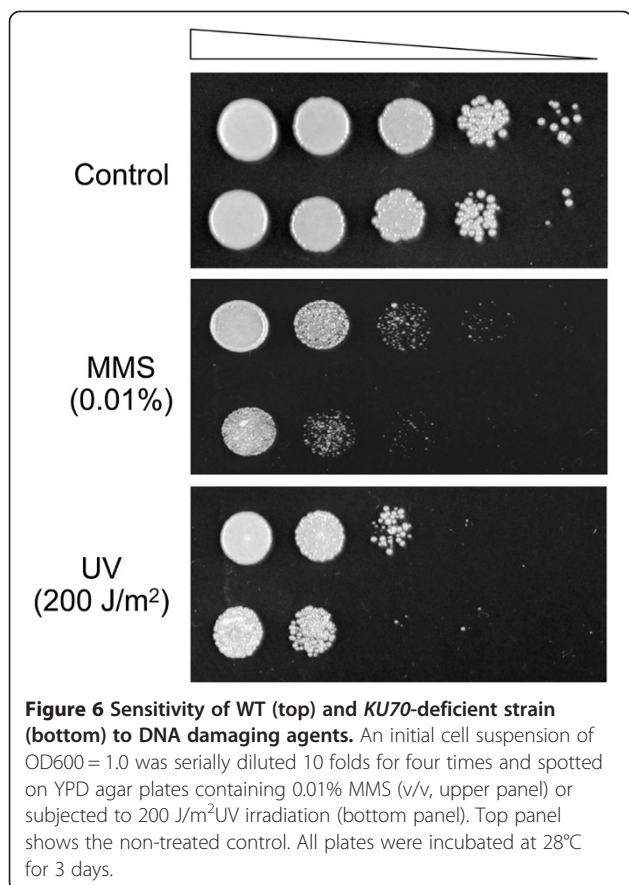 Control
MMS
(0.01%)
UV
(200 J/m²)
Figure 6 Sensitivity of WT (top) and KU70-deficient strain
(bottom) to DNA damaging agents. An initial cell suspension of
OD600 = 1.0 was serially diluted 10 folds for four times and spotted
on YPD agar plates containing 0.01% MMS (v/v, upper panel) or
subjected to 200 J/m²UV irradiation (bottom panel). Top panel
shows the non-treated control. All plates were incubated at 28°C
for 3 days.